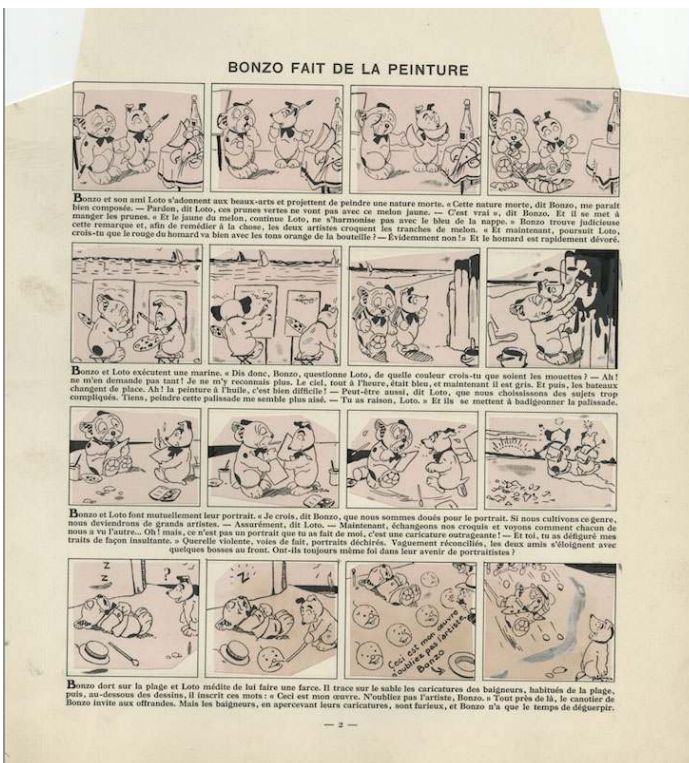 BONZO FAIT DE LA PEINTURE
Bonzo et son ami Loto s'adonnent aux beaux-arts et projettent de peindre une nature morte. « Cette nature morte, dit Bonzo, me paraît
bien composée. — Pardon, dit Loto, ces prunes vertes ne vont pas avec ce melon jaune. — C'est vrai », dit Bonzo. Et il se met à
manger les prunes. « Et le jaune du melon, continue Loto, ne s'harmonise pas avec le bleu de la nappe. » Bonzo trouve judicieuse
cette remarque et, afin de remédier à la chose, les deux artistes croquent les tranches de melon. « Et maintenant, poursuit Loto,
crois-tu que le rouge du homard va bien avec les tons orange de la bouteille ? — Évidemment non ! » Et le homard est rapidement dévoré.
Bonzo et Loto exécutent une marine. « Dis donc, Bonzo, questionne Loto, de quelle couleur crois-tu que soient les mouettes ? — Ah !
ne m'en demande pas tant ! Je ne m'y reconnais plus. Le ciel, tout à l'heure, était bleu, et maintenant il est gris. Et puis, les bateaux
changent de place. Ah ! la peinture à l'huile, c'est bien difficile ! — Peut-être aussi, dit Loto, que nous choisissons des sujets trop
compliqués. Tiens, peindre cette palissade me semble plus aisé. — Tu as raison, Loto. » Et ils se mettent à badigeonner la palissade.
Bonzo et Loto font mutuellement leur portrait. « Je crois, dit Bonzo, que nous sommes doués pour le portrait. Si nous cultivons ce genre,
nous deviendrons de grands artistes. — Assurément, dit Loto. — Maintenant, échangeons nos croquis et voyons comment chacun de
nous a vu l'autre... Oh ! mais, ce n'est pas un portrait que tu as fait de moi, c'est une caricature outrageante ! — Et toi, tu as défiguré mes
traits de façon insultante. » Querelle violente, voies de fait, portraits déchirés. Vaguement réconciliés, les deux amis s'éloignent avec
quelques bosses au front. Ont-ils toujours même foi dans leur avenir de portraitistes ?
Z
Z
?
Z
!
Ceci est mon œuvre
n'oubliez pas l'artiste.
Bonzo
Bonzo dort sur la plage et Loto médite de lui faire une farce. Il trace sur le sable les caricatures des baigneurs, habitués de la plage,
puis, au-dessous des dessins, il inscrit ces mots : « Ceci est mon œuvre. N'oubliez pas l'artiste, Bonzo. » Tout près de là, le canotier de
Bonzo invite aux offrandes. Mais les baigneurs, en apercevant leurs caricatures, sont furieux, et Bonzo n'a que le temps de déguerpir.
— 2 —